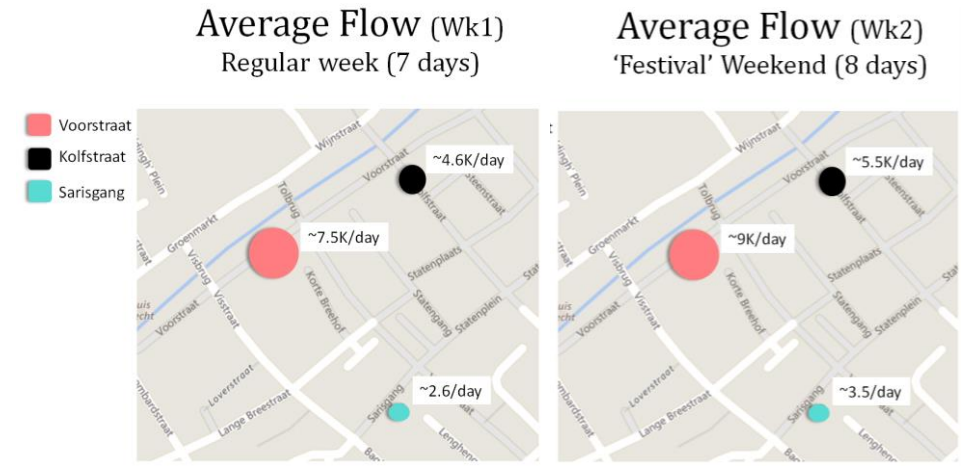 Average Flow (Wk1)
Regular week (7 days)
Average Flow (Wk2)
‘Festival’ Weekend (8 days)
Voorstraat
Kolfstraat
Sarisgang
Wijnstraat
Voorstraat
~4.6K/day
Steenstraat
Tolbrug
Groenmarkt
~7.5K/day
Visbrug
Visstraat
Korte Breehof
Statenplaats
Statengang
Statenplein
Voorstraat
Loverstraat
Lange Breestraat
~2.6/day
Sarisgang
Wijnstraat
Voorstraat
~5.5K/day
Tolbrug
Groenmarkt
~9K/day
Visbrug
Visstraat
Korte Breehof
Statenplaats
Statengang
Statenplein
Voorstraat
Loverstraat
Lange Breestraat
~3.5/day
Sarisgang